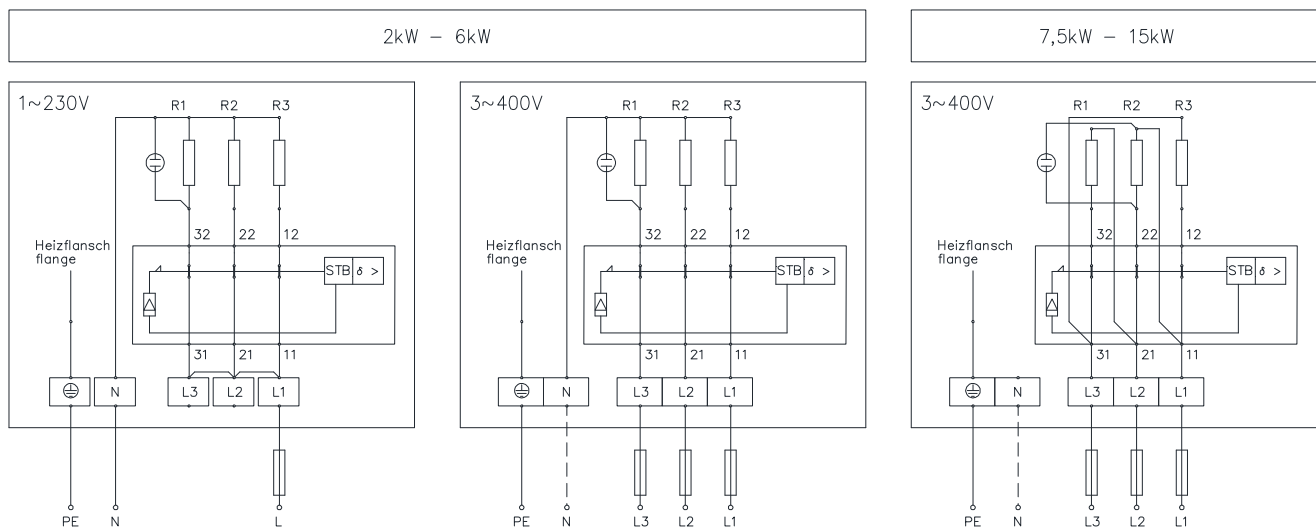 2kW – 6kW
7,5kW – 15kW
1~230V
R1 R2 R3
32 22 12
Heizflansch
flange
STB δ >
31 21 11
N L3 L2 L1
PE N L
3~400V
R1 R2 R3
32 22 12
Heizflansch
flange
STB δ >
31 21 11
N L3 L2 L1
PE N L3 L2 L1
3~400V
R1 R2 R3
32 22 12
Heizflansch
flange
STB δ >
31 21 11
N L3 L2 L1
PE N L3 L2 L1